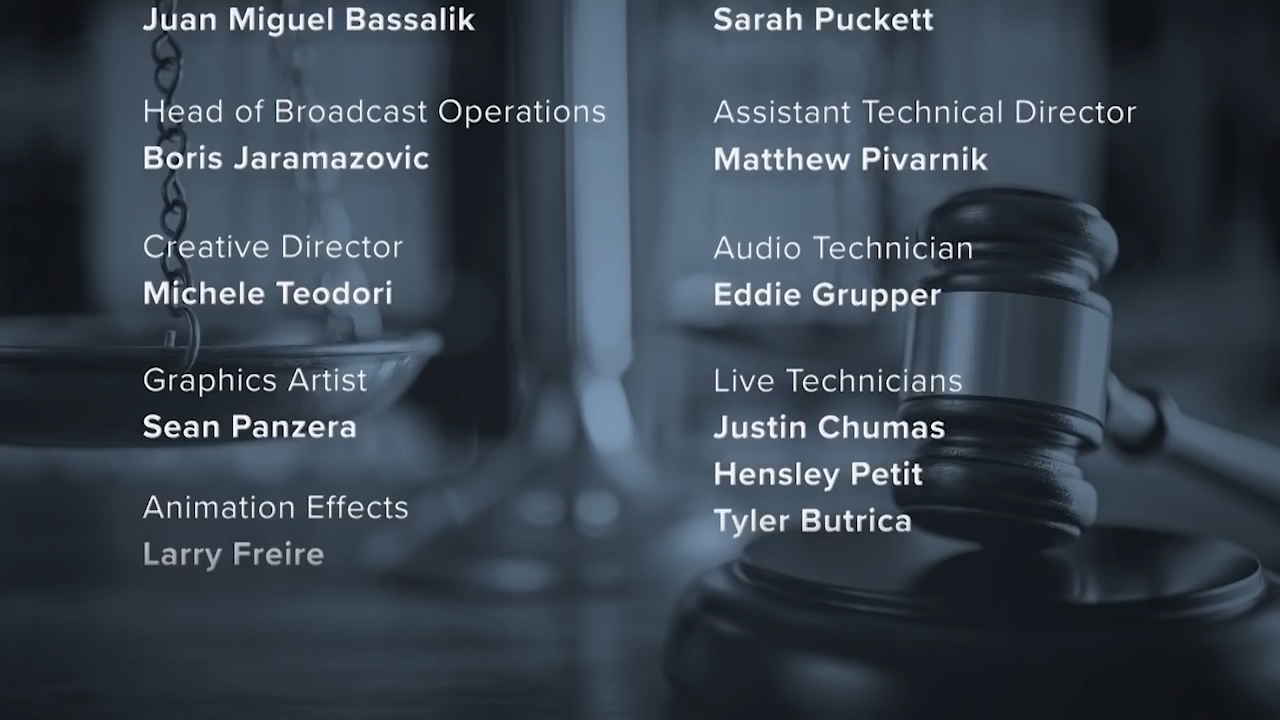 Juan Miguel Bassalik
Head of Broadcast Operations
Boris Jaramazovic
Creative Director
Michele Teodori
Graphics Artist
Sean Panzera
Animation Effects
Larry Freire
Sarah Puckett
Assistant Technical Director
Matthew Pivarnik
Audio Technician
Eddie Grupper
Live Technicians
Justin Chumas
Hensley Petit
Tyler Butrica